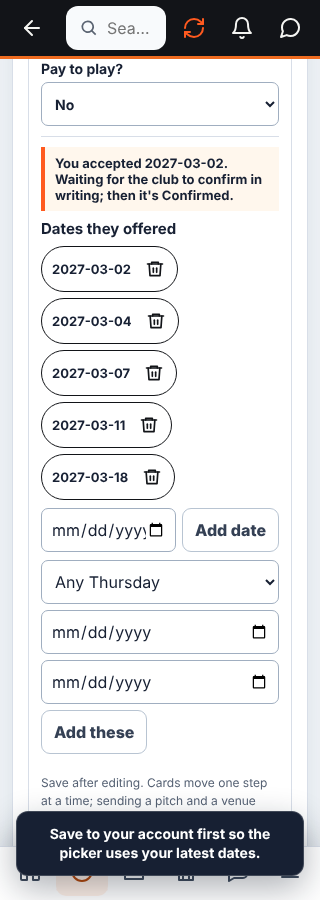 Sea...
Pay to play?
No
You accepted 2027-03-02.
Waiting for the club to confirm in
writing; then it's Confirmed.
Dates they offered
2027-03-02
2027-03-04
2027-03-07
2027-03-11
2027-03-18
mm/dd/yyyy
Add date
Any Thursday
mm/dd/yyyy
mm/dd/yyyy
Add these
Save after editing. Cards move one step
at a time; sending a pitch and a venue
Save to your account first so the
picker uses your latest dates.